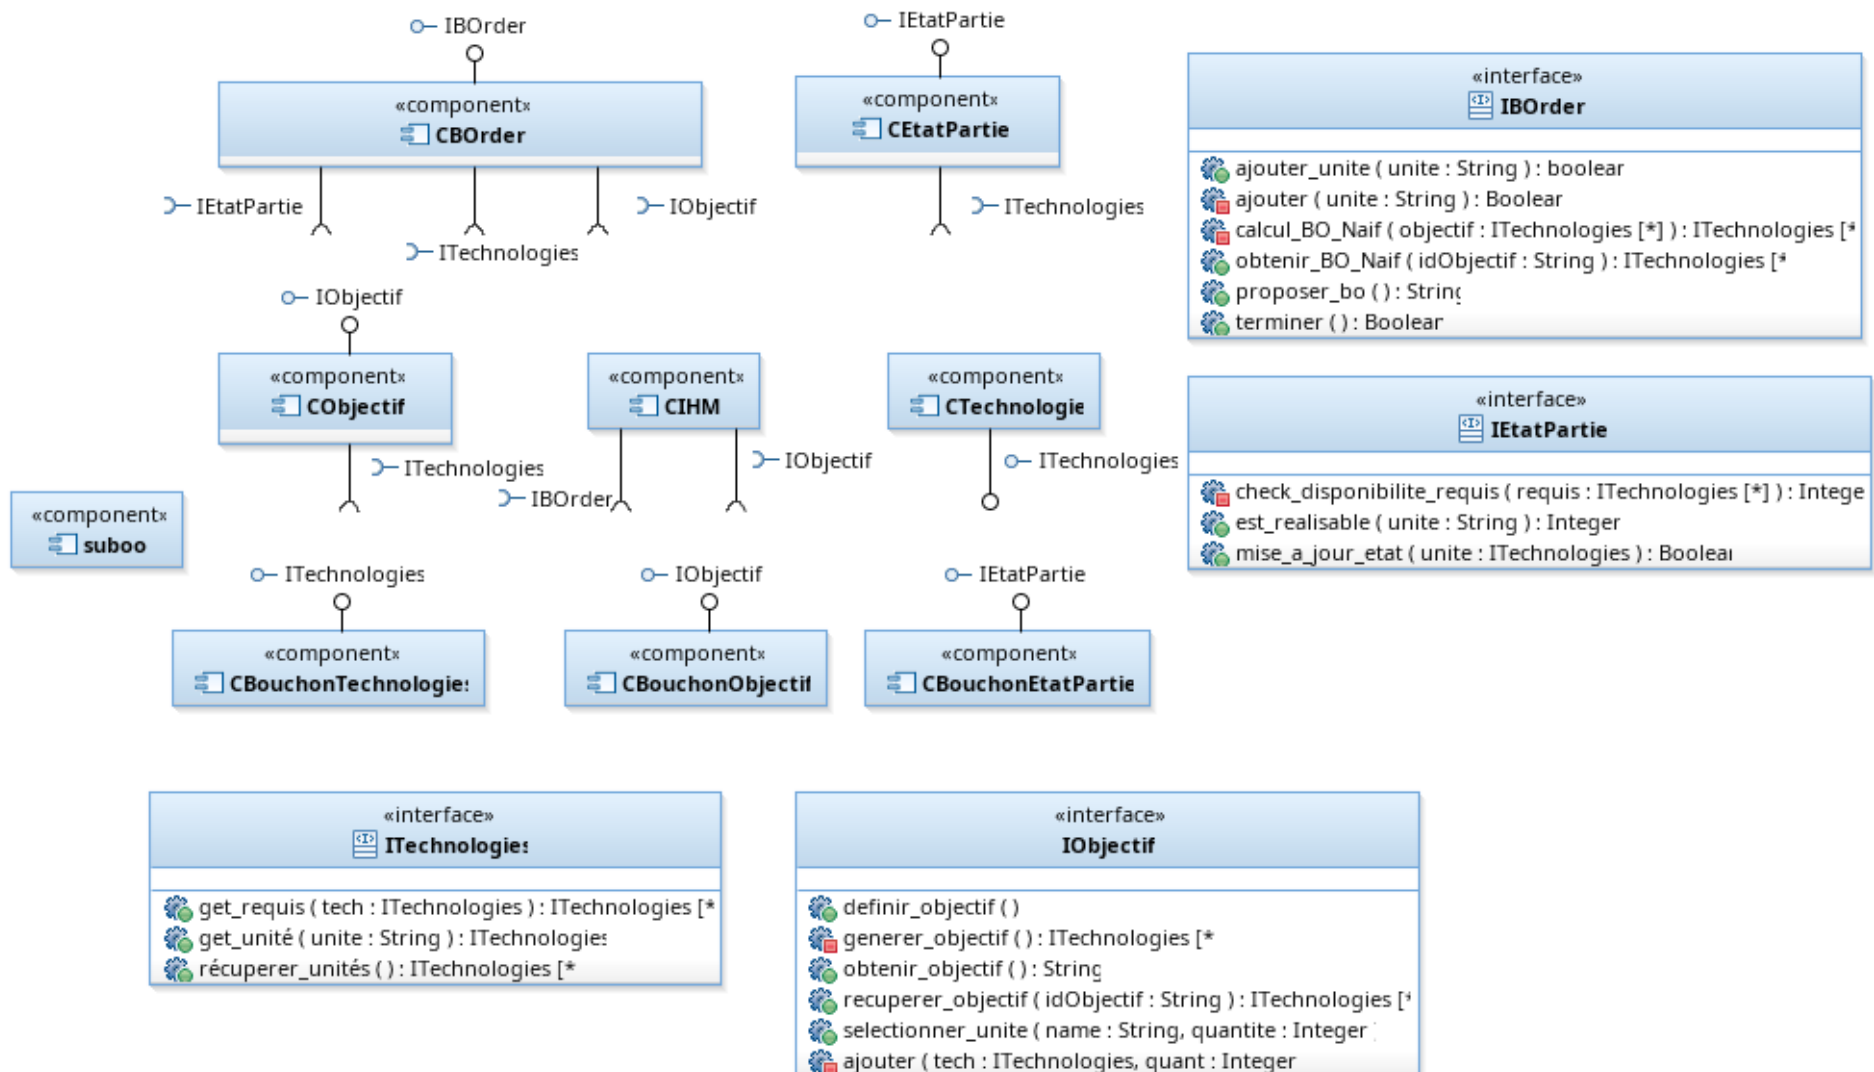 IBOrder
IEtatPartie
«component»
CBOrder
«component»
CEtatPartie
IEtatPartie
ITechnologies
IObjectif
ITechnologies
«interface»
IBOrder
ajouter_unite ( unite : String ) : boolear
ajouter ( unite : String ) : Boolear
calcul_BO_Naif ( objectif : ITechnologies [*] ) : ITechnologies [*
obtenir_BO_Naif ( idObjectif : String ) : ITechnologies [*
proposer_bo ( ) : String
terminer ( ) : Boolear
IObjectif
«component»
CObjectif
«component»
CIHM
«component»
CTechnologie
ITechnologies
IBOrder
IObjectif
ITechnologies
«interface»
IEtatPartie
check_disponibilite_requis ( requis : ITechnologies [*] ) : Intege
est_realisable ( unite : String ) : Integer
mise_a_jour_etat ( unite : ITechnologies ) : Boolear
«component»
suboo
ITechnologies
IObjectif
IEtatPartie
«component»
CBouchonTechnologies
«component»
CBouchonObjectif
«component»
CBouchonEtatPartie
«interface»
ITechnologies
get_requis ( tech : ITechnologies ) : ITechnologies [*
get_unité ( unite : String ) : ITechnologies
récuperer_unités ( ) : ITechnologies [*
«interface»
IObjectif
definir_objectif ( )
generer_objectif ( ) : ITechnologies [*
obtenir_objectif ( ) : String
recuperer_objectif ( idObjectif : String ) : ITechnologies [*
selectionner_unite ( name : String, quantite : Integer )
ajouter ( tech : ITechnologies, quant : Integer